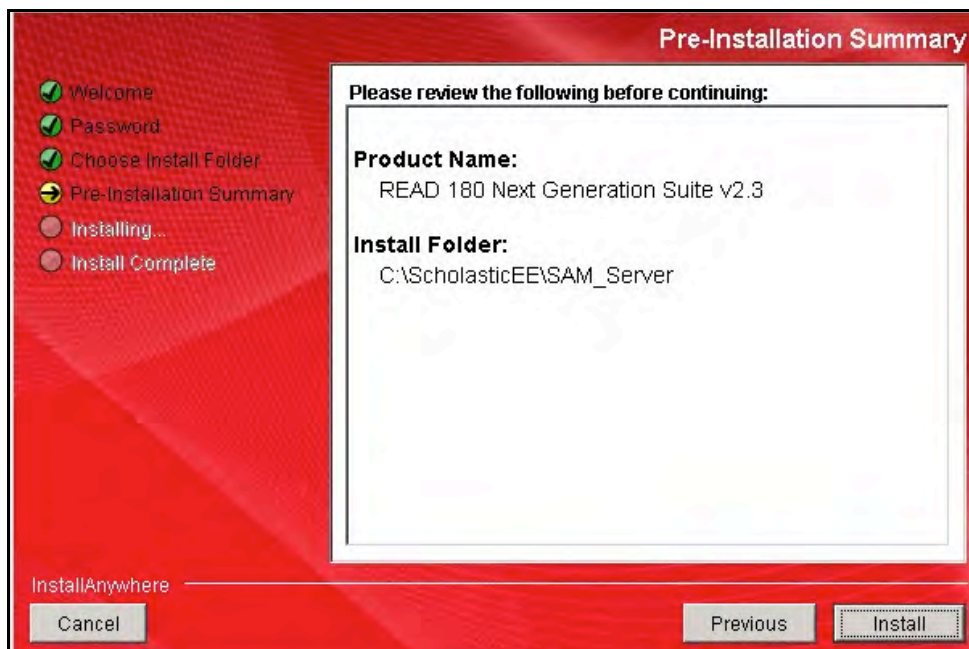 Pre-Installation Summary
Welcome
Password
Choose Install Folder
Pre-Installation Summary
Installing...
Install Complete
Please review the following before continuing:
Product Name:
READ 180 Next Generation Suite v2.3
Install Folder:
C:\ScholasticEE\SAM_Server
InstallAnywhere
Cancel
Previous
Install